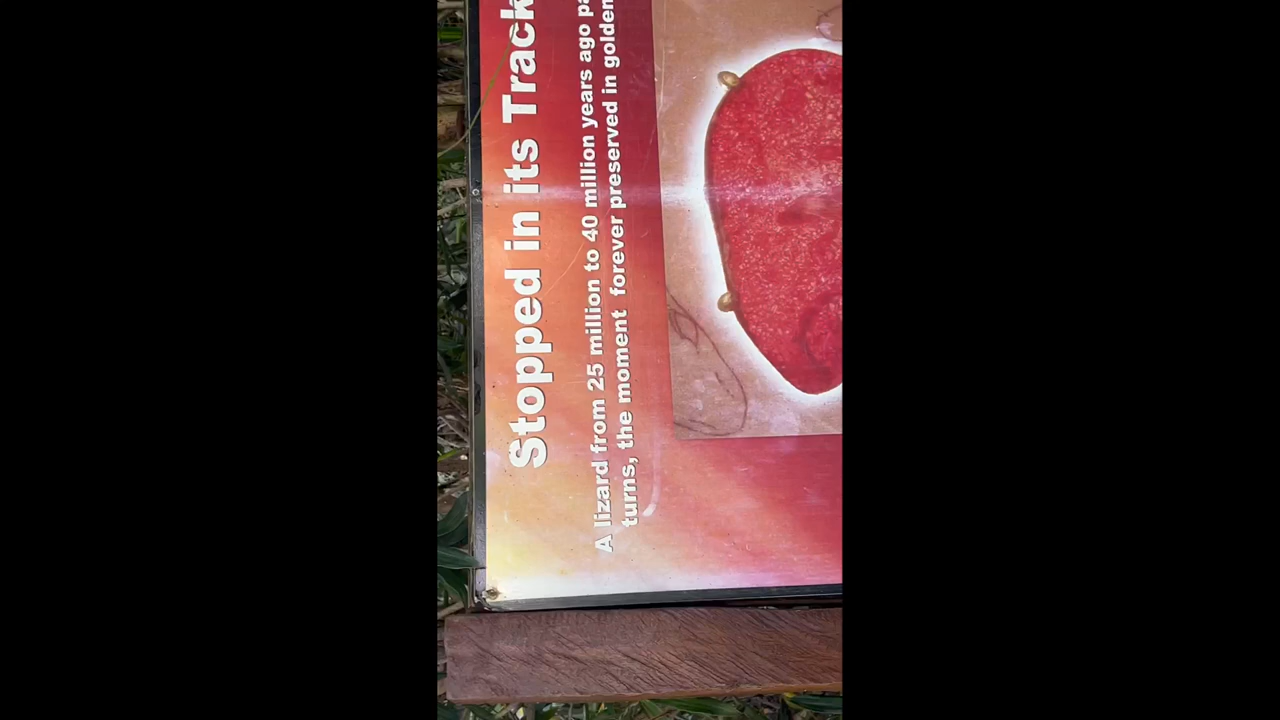 Stopped in its Track
A lizard from 25 million to 40 million years ago pa
turns, the moment forever preserved in golden